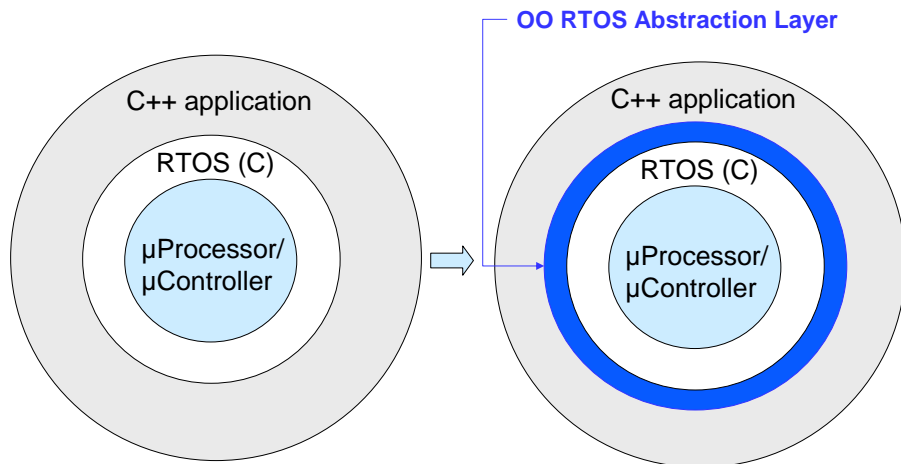 OO RTOS Abstraction Layer
C++ application
RTOS (C)
µProcessor/
µController
C++ application
RTOS (C)
µProcessor/
µController